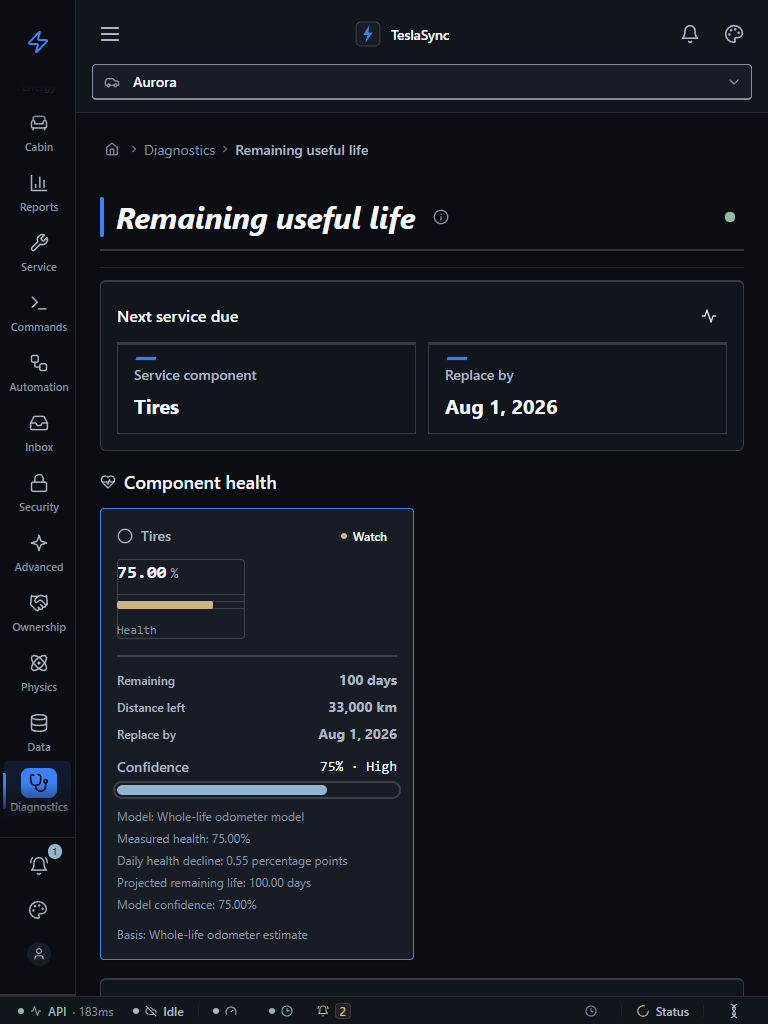 TeslaSync
Aurora
Cabin
Reports
Service
Commands
Automation
Inbox
Security
Advanced
Ownership
Physics
Data
Diagnostics
1
Diagnostics
Remaining useful life
Remaining useful life
Next service due
Service component
Tires
Replace by
Aug 1, 2026
Component health
Tires
Watch
75.00 %
Health
Remaining
100 days
Distance left
33,000 km
Replace by
Aug 1, 2026
Confidence
75% · High
Model: Whole-life odometer model
Measured health: 75.00%
Daily health decline: 0.55 percentage points
Projected remaining life: 100.00 days
Model confidence: 75.00%
Basis: Whole-life odometer estimate
API · 183ms
Idle
2
Status